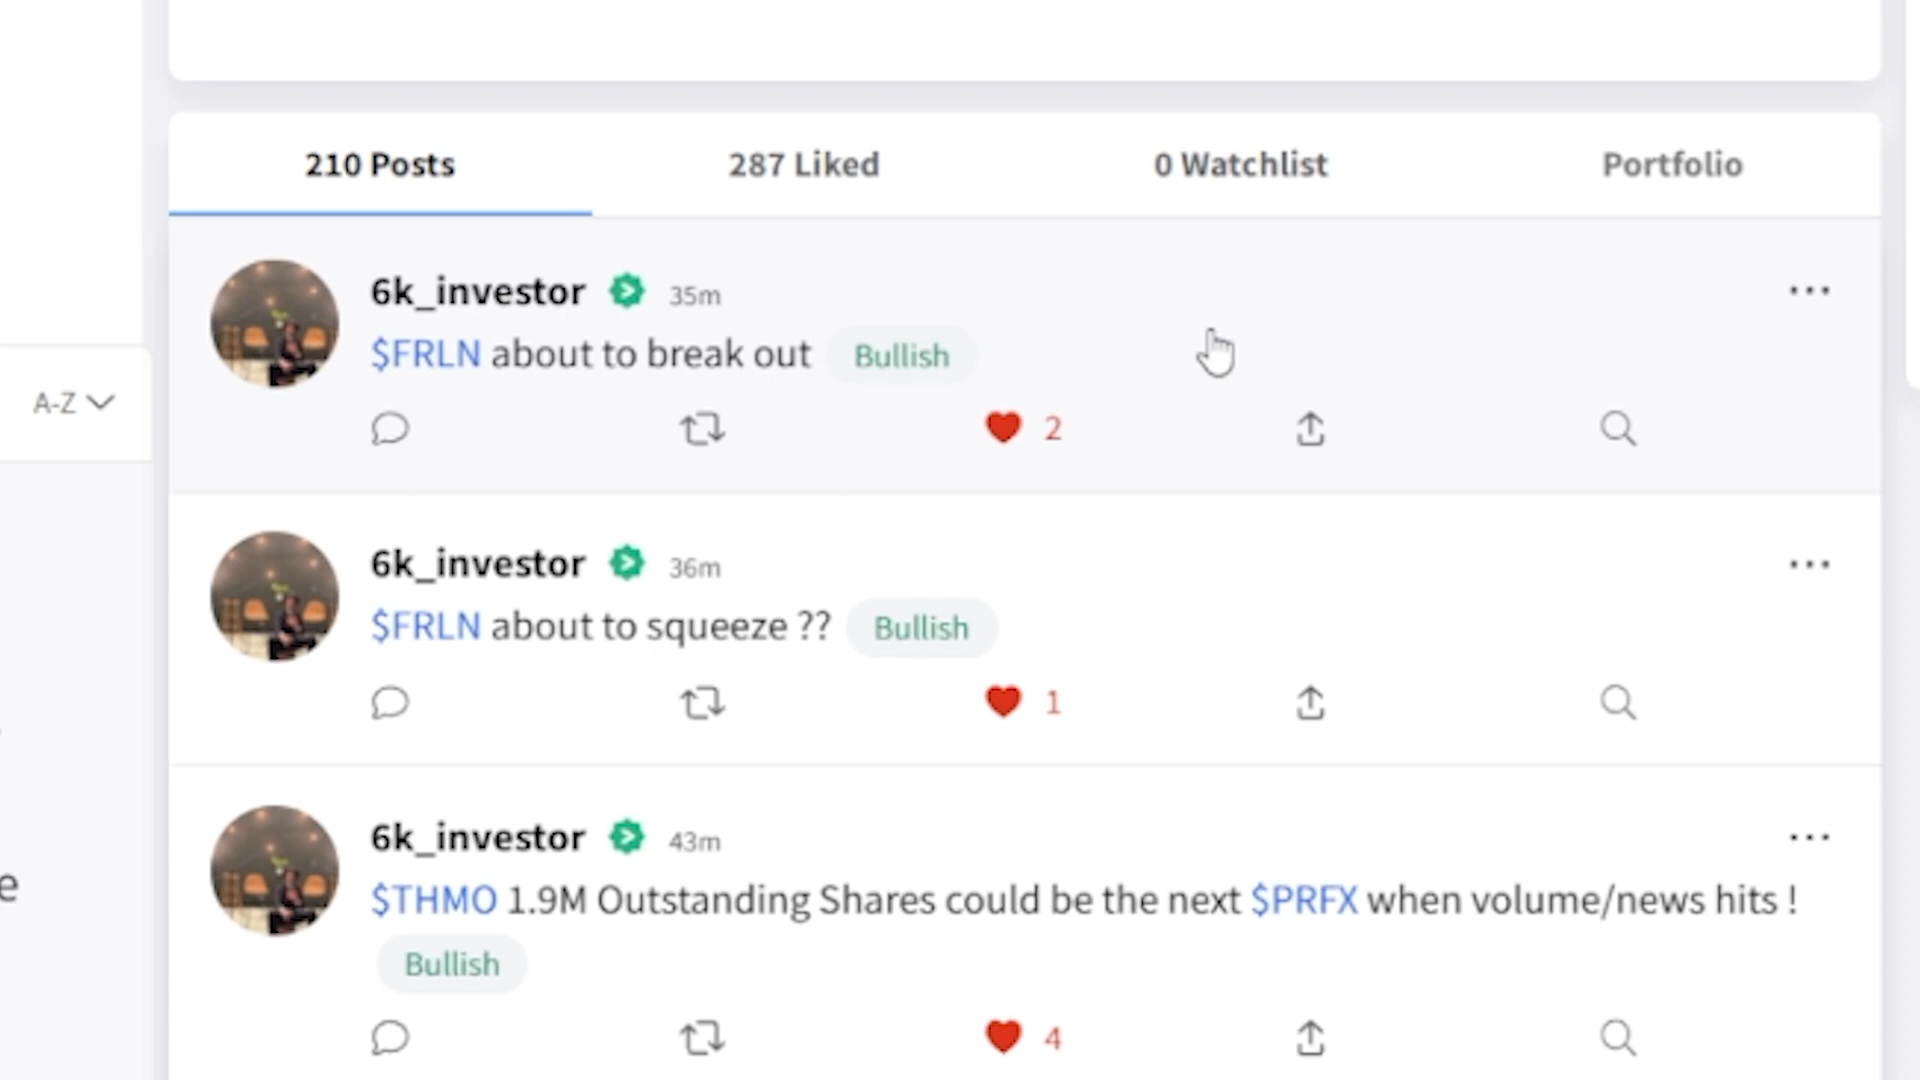 210 Posts 287 Liked 0 Watchlist Portfolio
6k_investor 35m
$FRLN about to break out Bullish
A-Z
2
6k_investor 36m
$FRLN about to squeeze ?? Bullish
1
6k_investor 43m
e
$THMO 1.9M Outstanding Shares could be the next $PRFX when volume/news hits !
Bullish
4